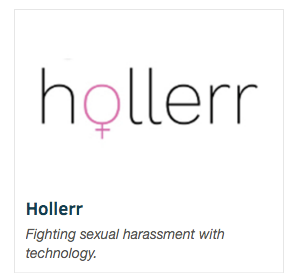 hollerr
Hollerr
Fighting sexual harassment with
technology.